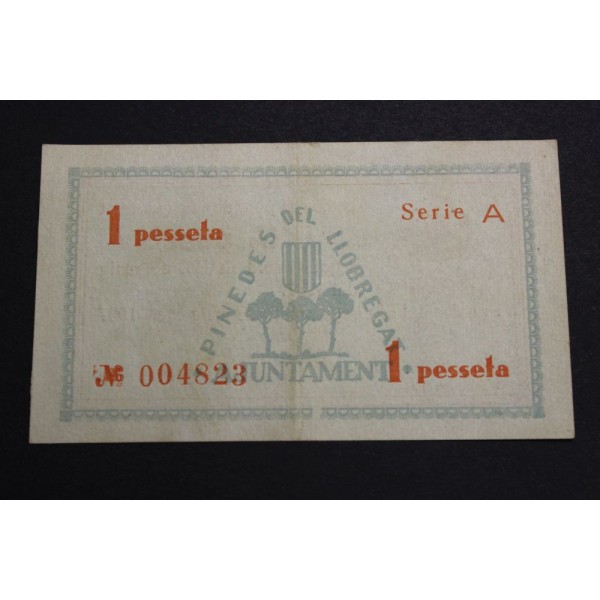 1 pesseta
Serie A
PINEDES DEL LLOBREGAT
№ 004823
AJUNTAMENT
1 pesseta